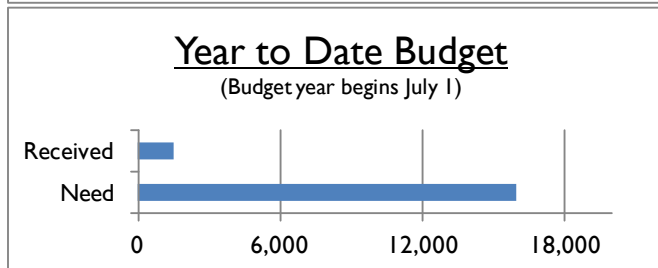 Year to Date Budget
(Budget year begins July 1)
Received
Need
0 6,000 12,000 18,000